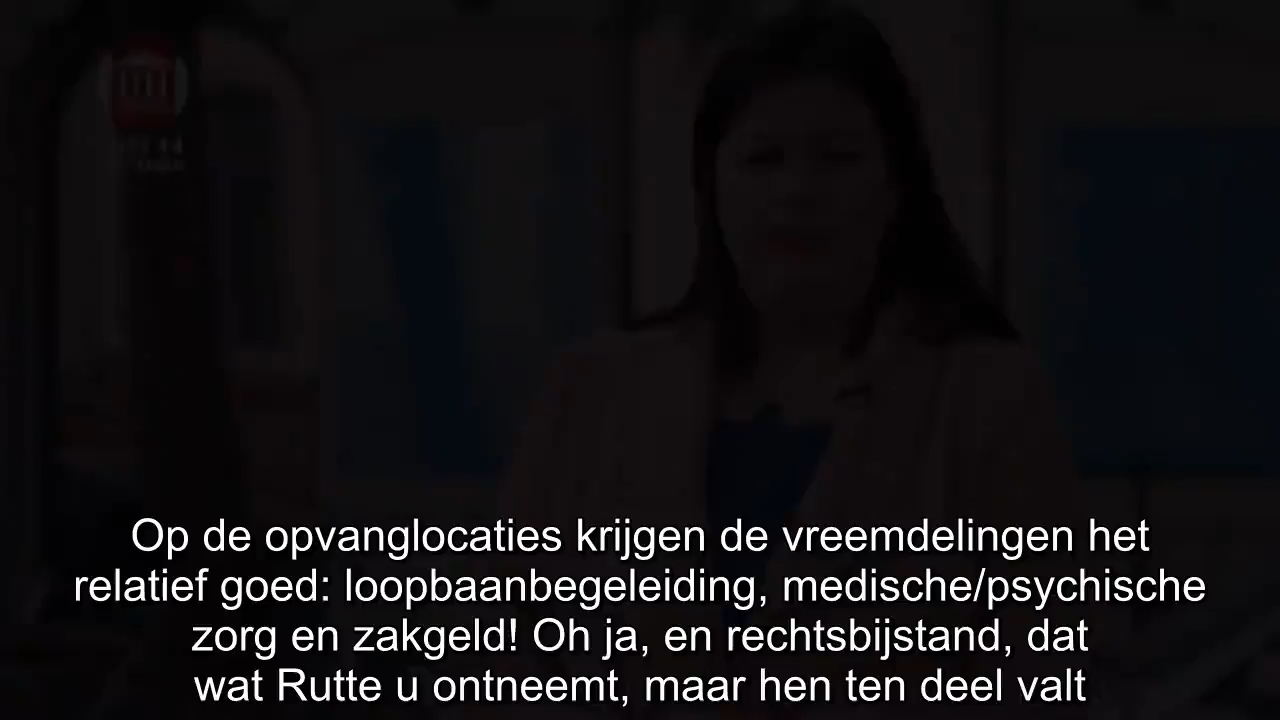 Op de opvanglocaties krijgen de vreemdelingen het
relatief goed: loopbaanbegeleiding, medische/psychische
zorg en zakgeld! Oh ja, en rechtsbijstand, dat
wat Rutte u ontneemt, maar hen ten deel valt